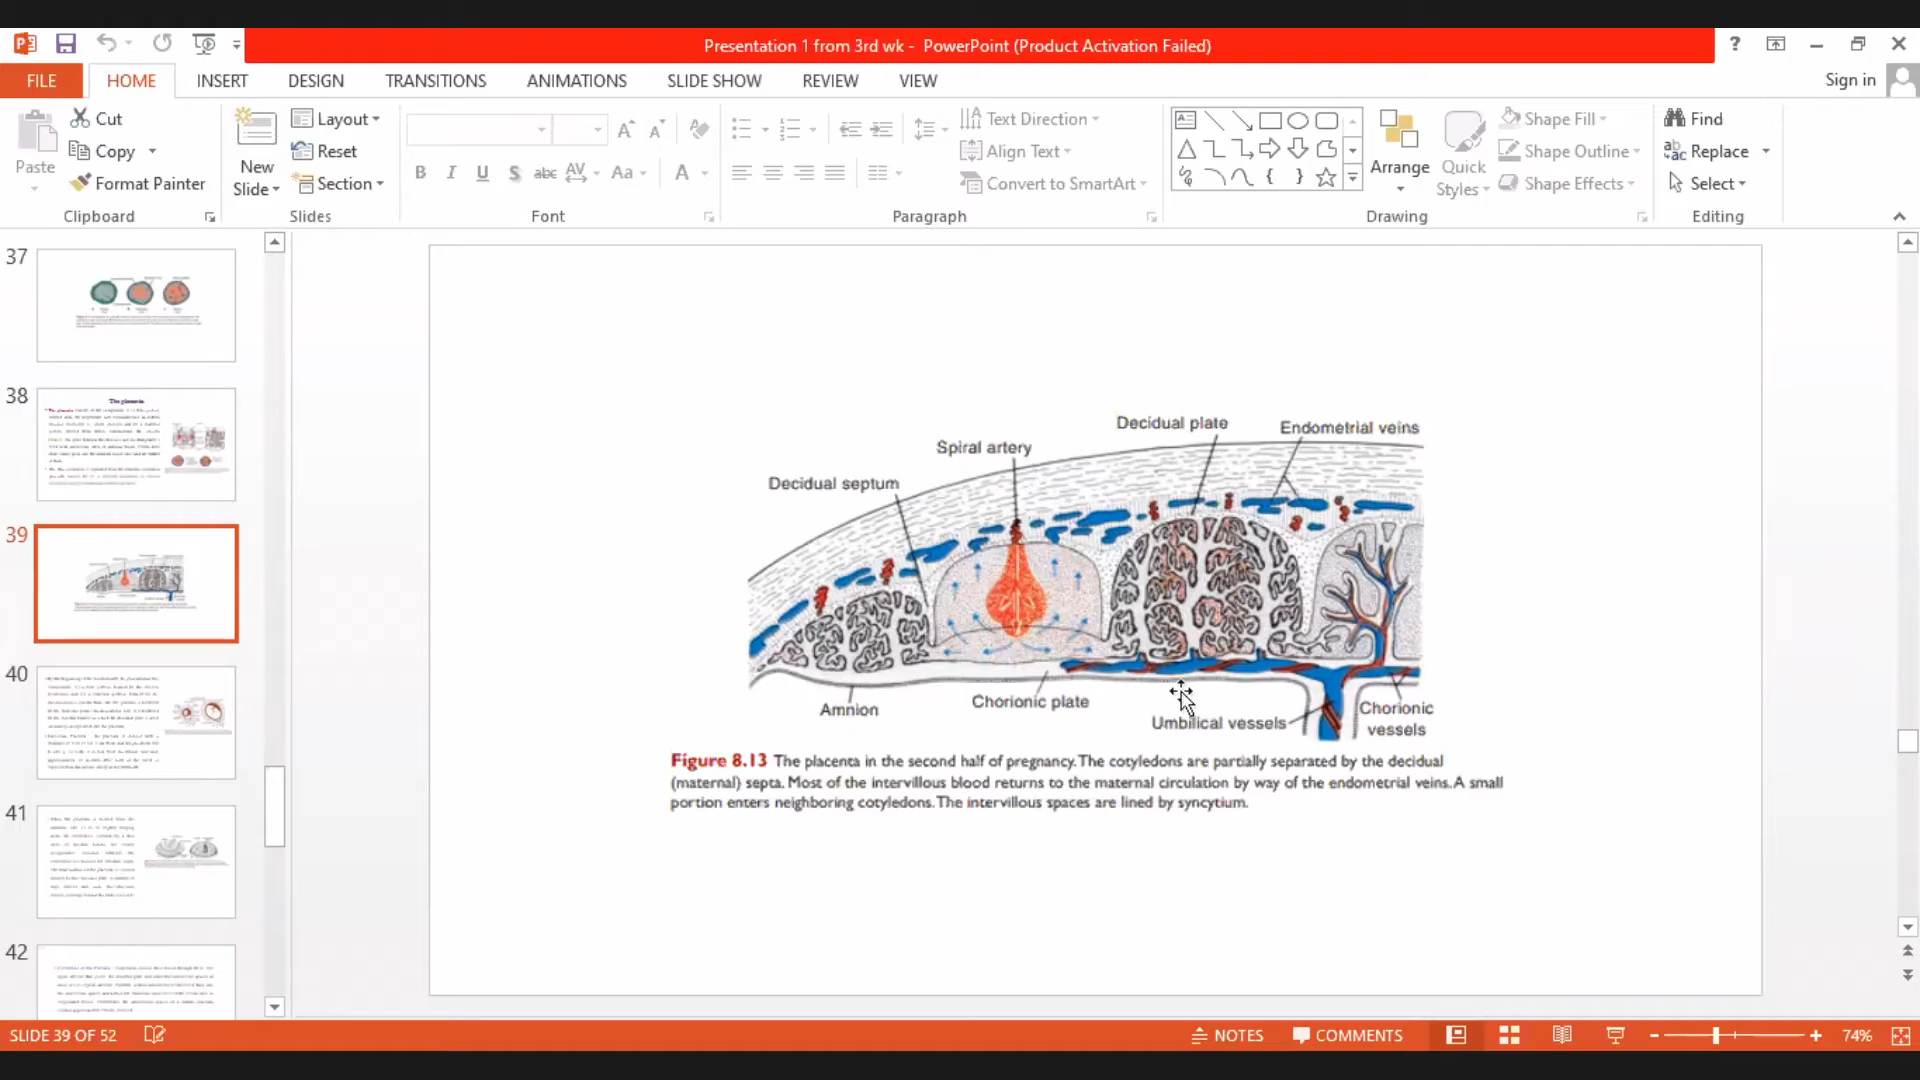 Presentation 1 from 3rd wk - PowerPoint (Product Activation Failed)
?
FILE HOME INSERT DESIGN TRANSITIONS ANIMATIONS SLIDE SHOW REVIEW VIEW
Sign in
Paste
Cut
Copy
Format Painter
Clipboard
New Slide
Layout
Reset
Section
Slides
B I U S abc AV Aa A
Font
Text Direction
Align Text
Convert to SmartArt
Paragraph
Arrange
Quick Styles
Shape Fill
Shape Outline
Shape Effects
Drawing
Find
Replace
Select
Editing
37
38
The placenta
39
40
41
42
Decidual plate
Endometrial veins
Spiral artery
Decidual septum
Amnion
Chorionic plate
Umbilical vessels
Chorionic
vessels
Figure 8.13 The placenta in the second half of pregnancy. The cotyledons are partially separated by the decidual
(maternal) septa. Most of the intervillous blood returns to the maternal circulation by way of the endometrial veins. A small
portion enters neighboring cotyledons. The intervillous spaces are lined by syncytium.
SLIDE 39 OF 52
NOTES
COMMENTS
74%